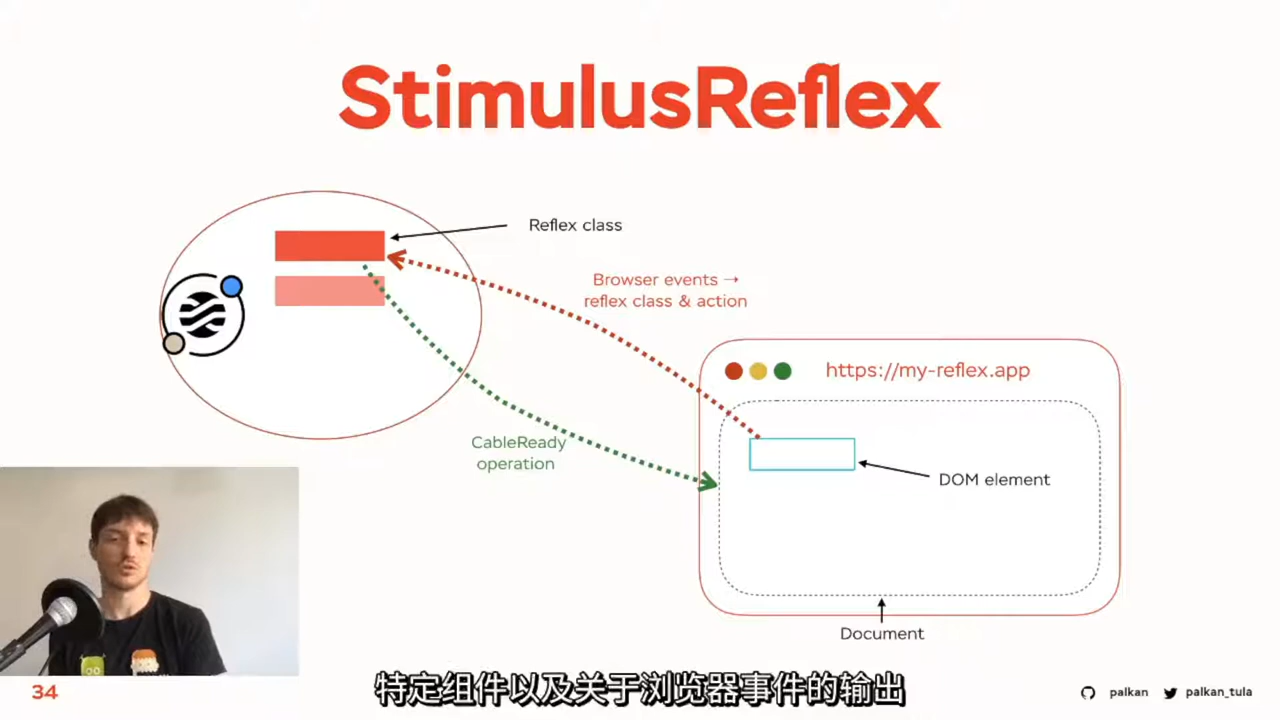 StimulusReflex
Reflex class
Browser events →
reflex class & action
https://my-reflex.app
CableReady
operation
DOM element
Document
特定组件以及关于浏览器事件的输出
34
palkan
palkan_tula